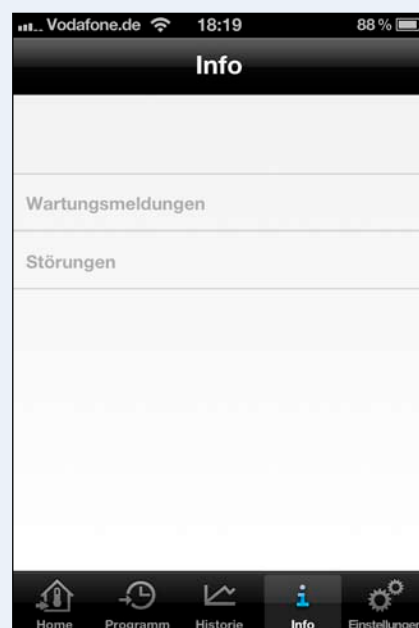 Vodafone.de 18:19 88 %
Info
Wartungsmeldungen
Störungen
Home Programm Historie Info Einstellungen